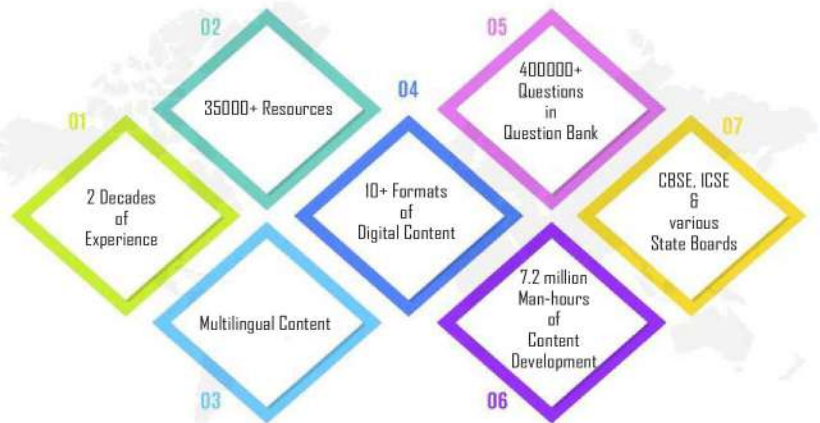 01
2 Decades
of
Experience
02
35000+ Resources
03
Multilingual Content
04
10+ Formats
of
Digital Content
05
400000+
Questions
in
Question Bank
06
7.2 million
Man-hours
of
Content
Development
07
CBSE, ICSE
&
various
State Boards